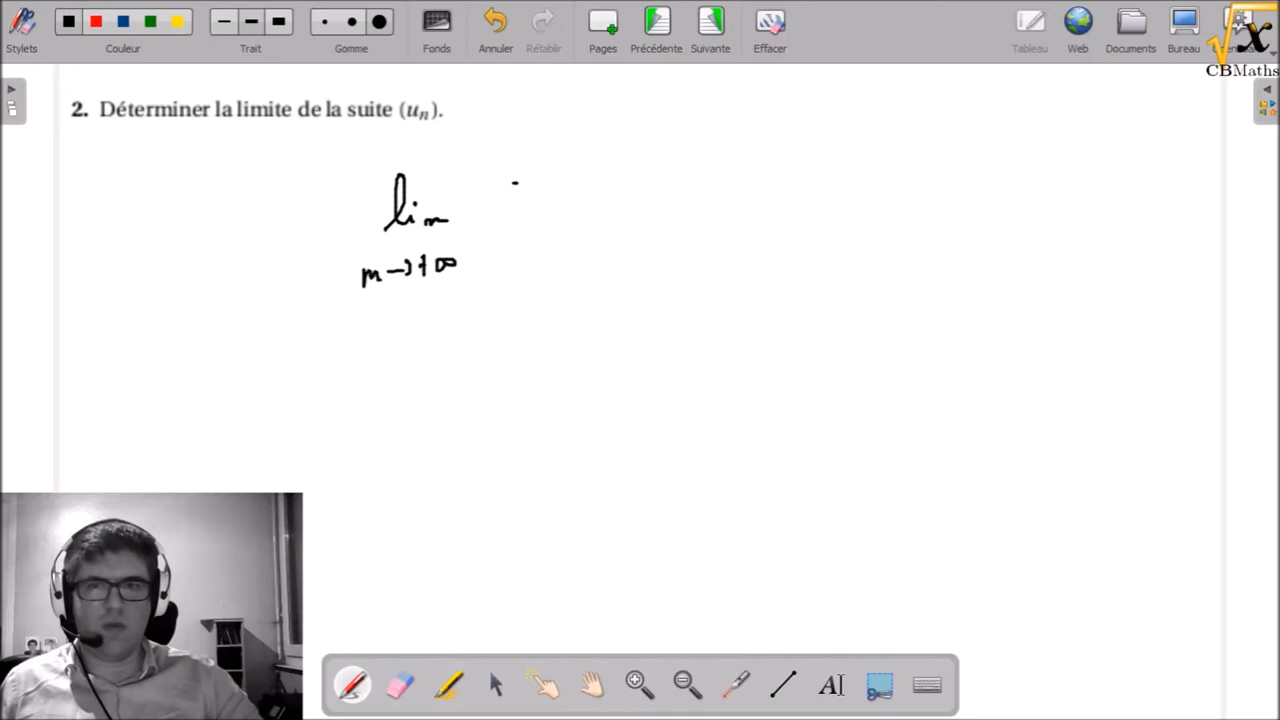 Stylets Couleur Trait Gomme Fonds Annuler Rétablir Pages Précédente Suivante Effacer Tableau Web Documents Bureau
CBMaths
2. Déterminer la limite de la suite (uₙ).
lim
n→+∞
AI